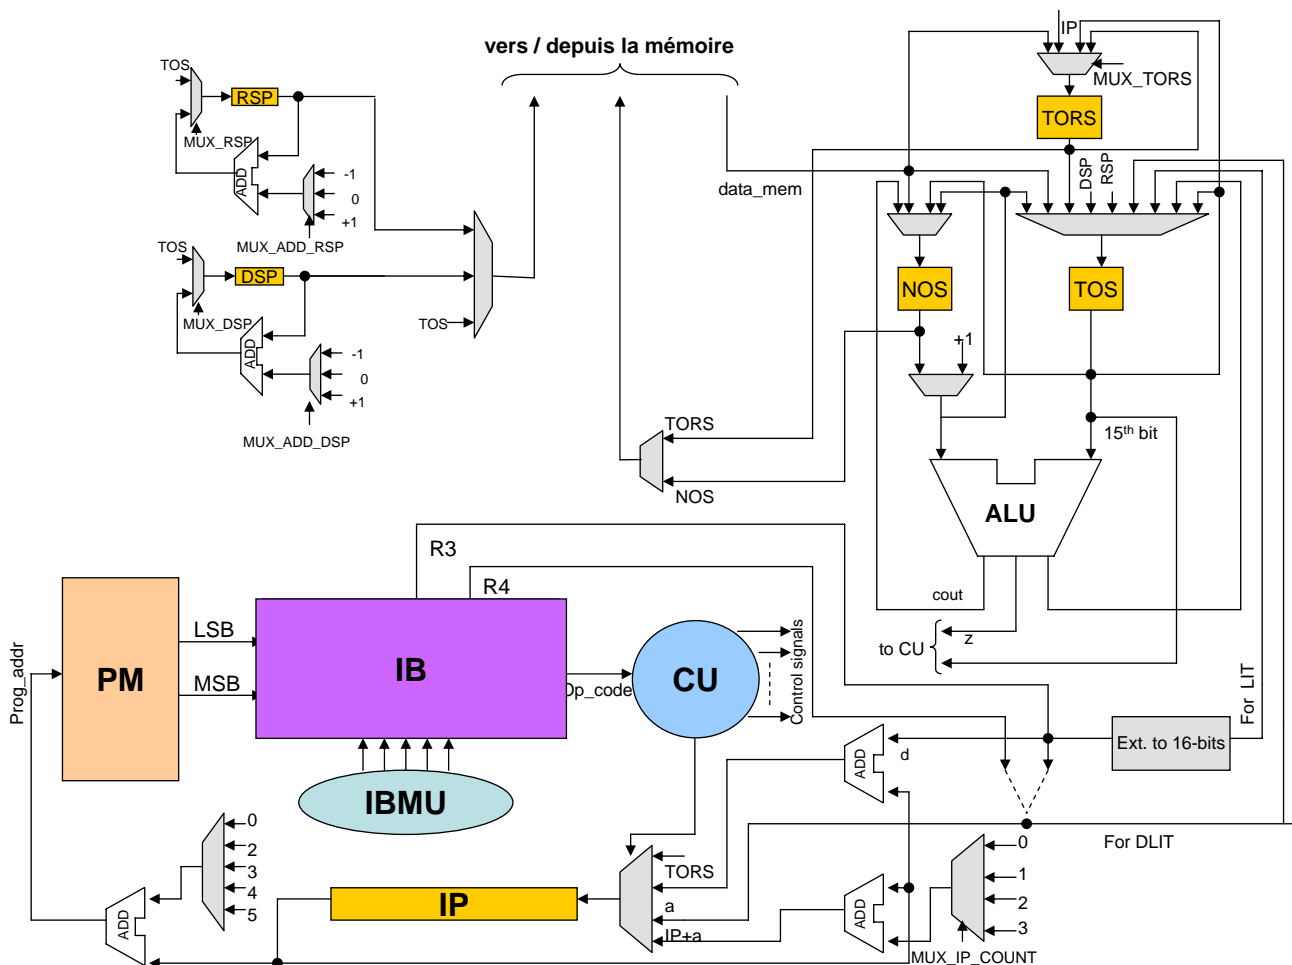 IP
vers / depuis la mémoire
TOS
MUX_TORS
RSP
TORS
MUX_RSP
ADD
-1
0
+1
data_mem
DSP
RSP
MUX_ADD_RSP
TOS
DSP
NOS
TOS
MUX_DSP
TOS
+1
ADD
-1
0
+1
MUX_ADD_DSP
TORS
15th bit
NOS
ALU
R3
R4
cout
LSB
z
to CU
PM
IB
CU
Control signals
MSB
Op_code
Prog_addr
For LIT
Ext. to 16-bits
d
ADD
IBMU
For DLIT
0
2
3
4
5
TORS
0
1
2
3
a
IP
ADD
ADD
IP+a
MUX_IP_COUNT